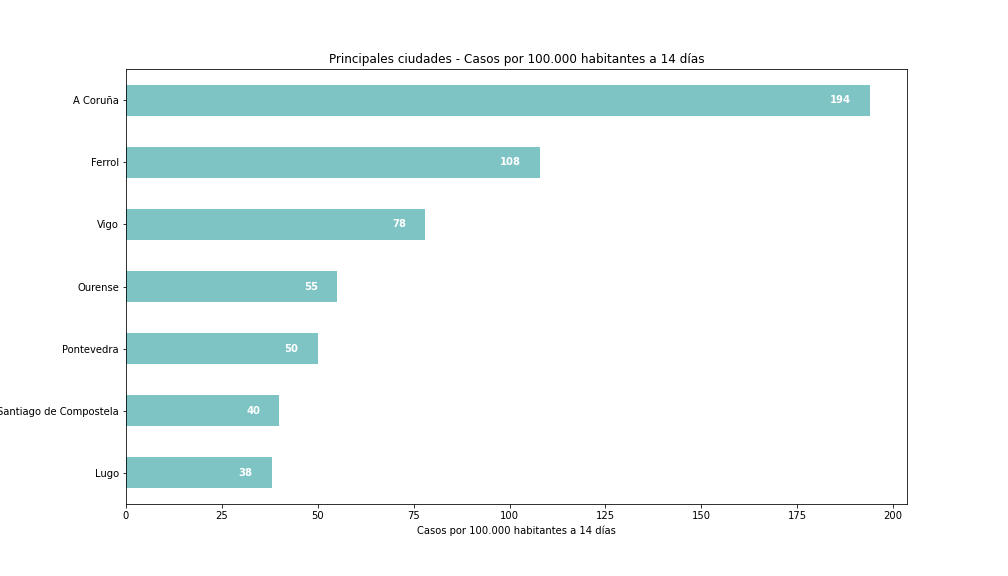 Principales ciudades - Casos por 100.000 habitantes a 14 días
A Coruña 194
Ferrol 108
Vigo 78
Ourense 55
Pontevedra 50
Santiago de Compostela 40
Lugo 38
0 25 50 75 100 125 150 175 200
Casos por 100.000 habitantes a 14 días